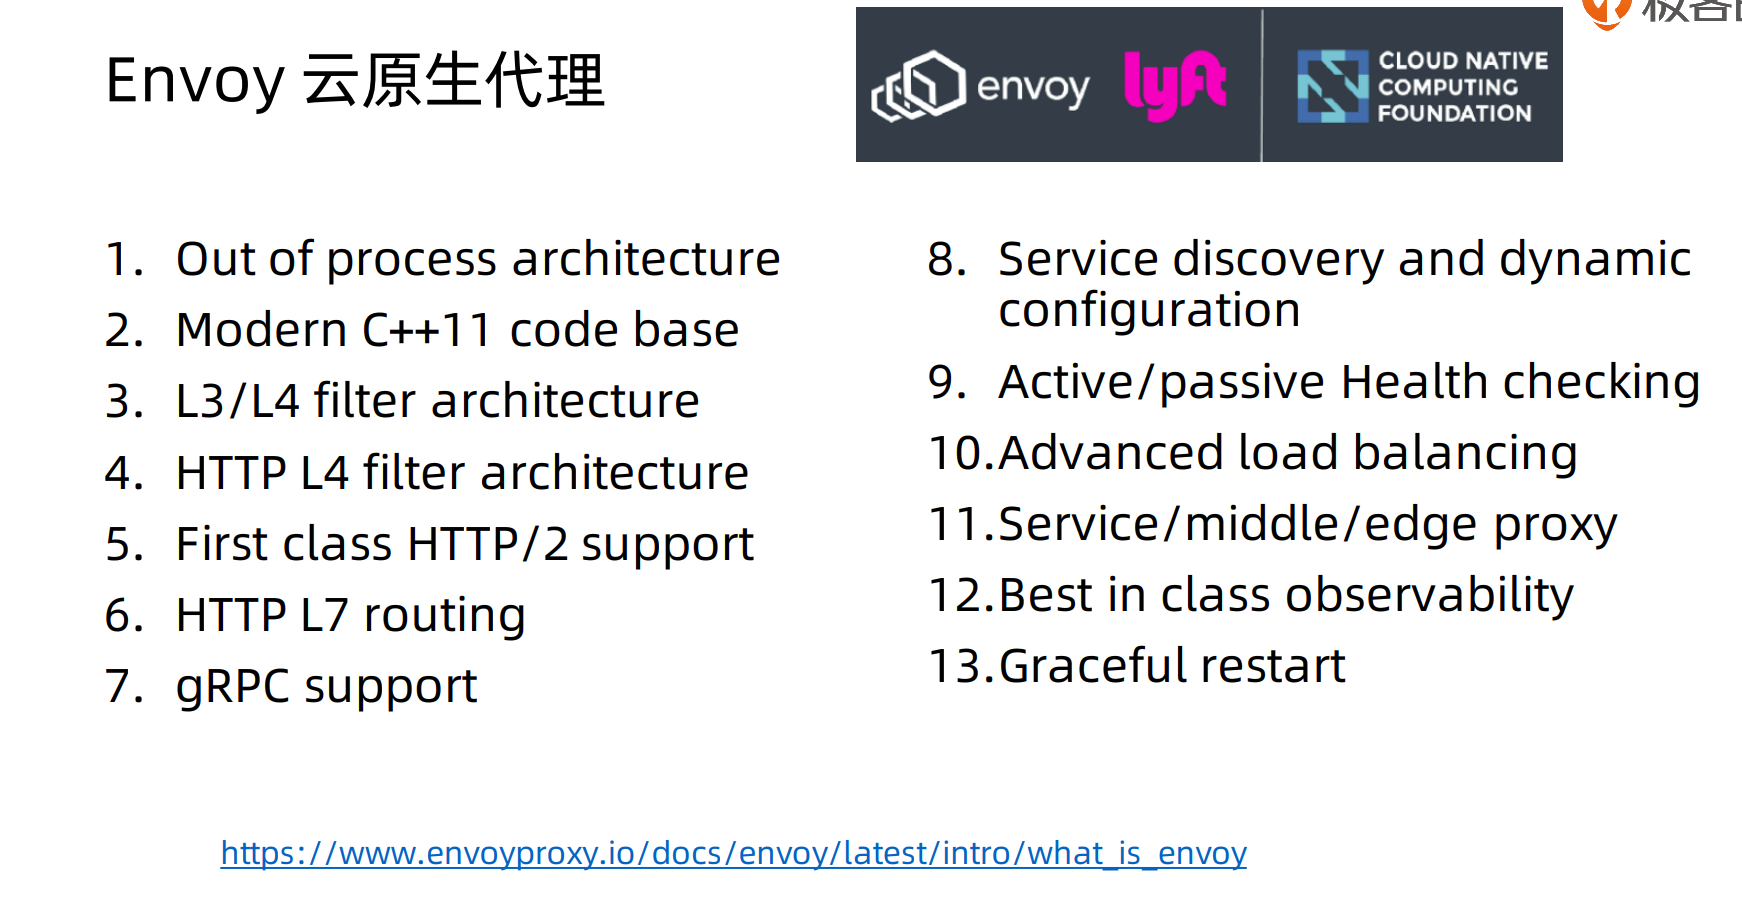 Envoy 云原生代理
envoy
lyft
CLOUD NATIVE
COMPUTING
FOUNDATION
1. Out of process architecture
2. Modern C++11 code base
3. L3/L4 filter architecture
4. HTTP L4 filter architecture
5. First class HTTP/2 support
6. HTTP L7 routing
7. gRPC support
8. Service discovery and dynamic
configuration
9. Active/passive Health checking
10.Advanced load balancing
11.Service/middle/edge proxy
12.Best in class observability
13.Graceful restart
https://www.envoyproxy.io/docs/envoy/latest/intro/what_is_envoy